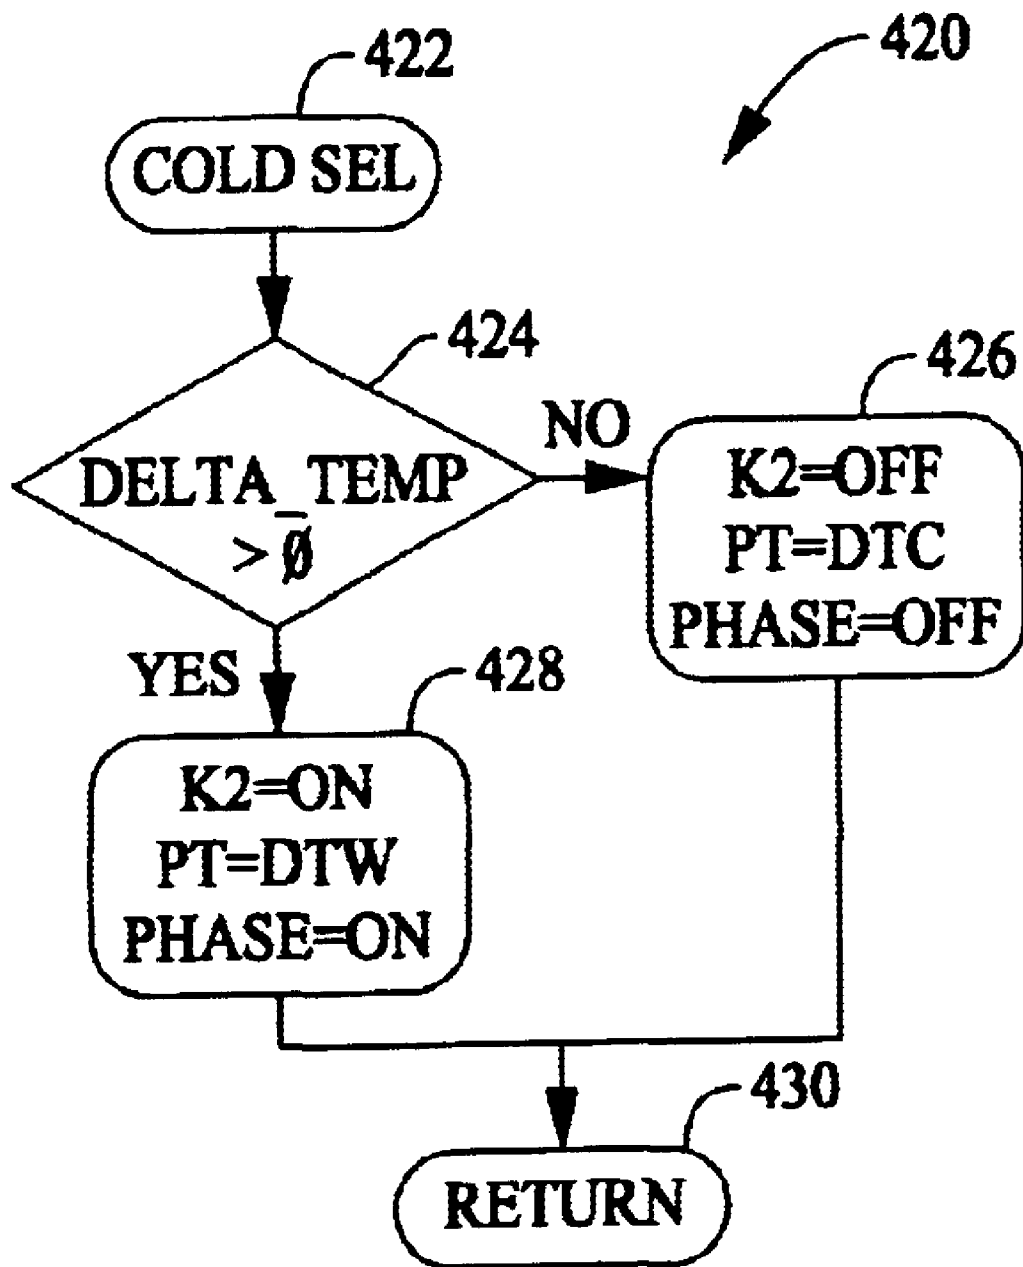 422
420
COLD SEL
424
426
NO
DELTA_TEMP
> Ø
K2=OFF
PT=DTC
PHASE=OFF
YES
428
K2=ON
PT=DTW
PHASE=ON
430
RETURN